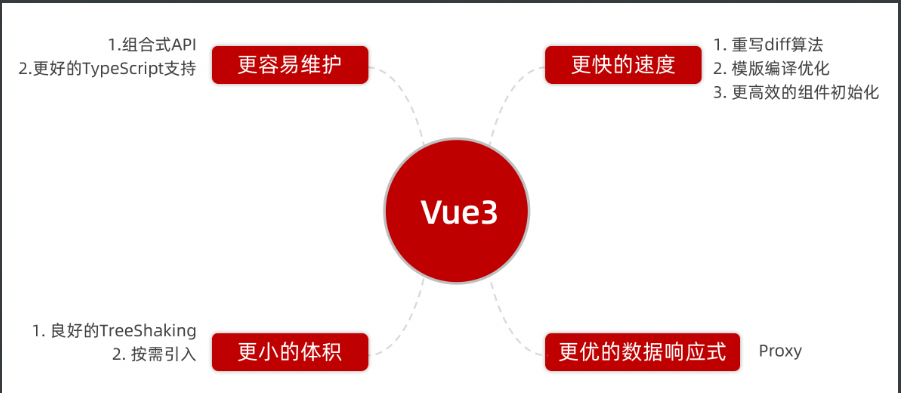 1.组合式API
2.更好的TypeScript支持
更容易维护
更快的速度
1. 重写diff算法
2. 模版编译优化
3. 更高效的组件初始化
Vue3
1. 良好的TreeShaking
2. 按需引入
更小的体积
更优的数据响应式
Proxy